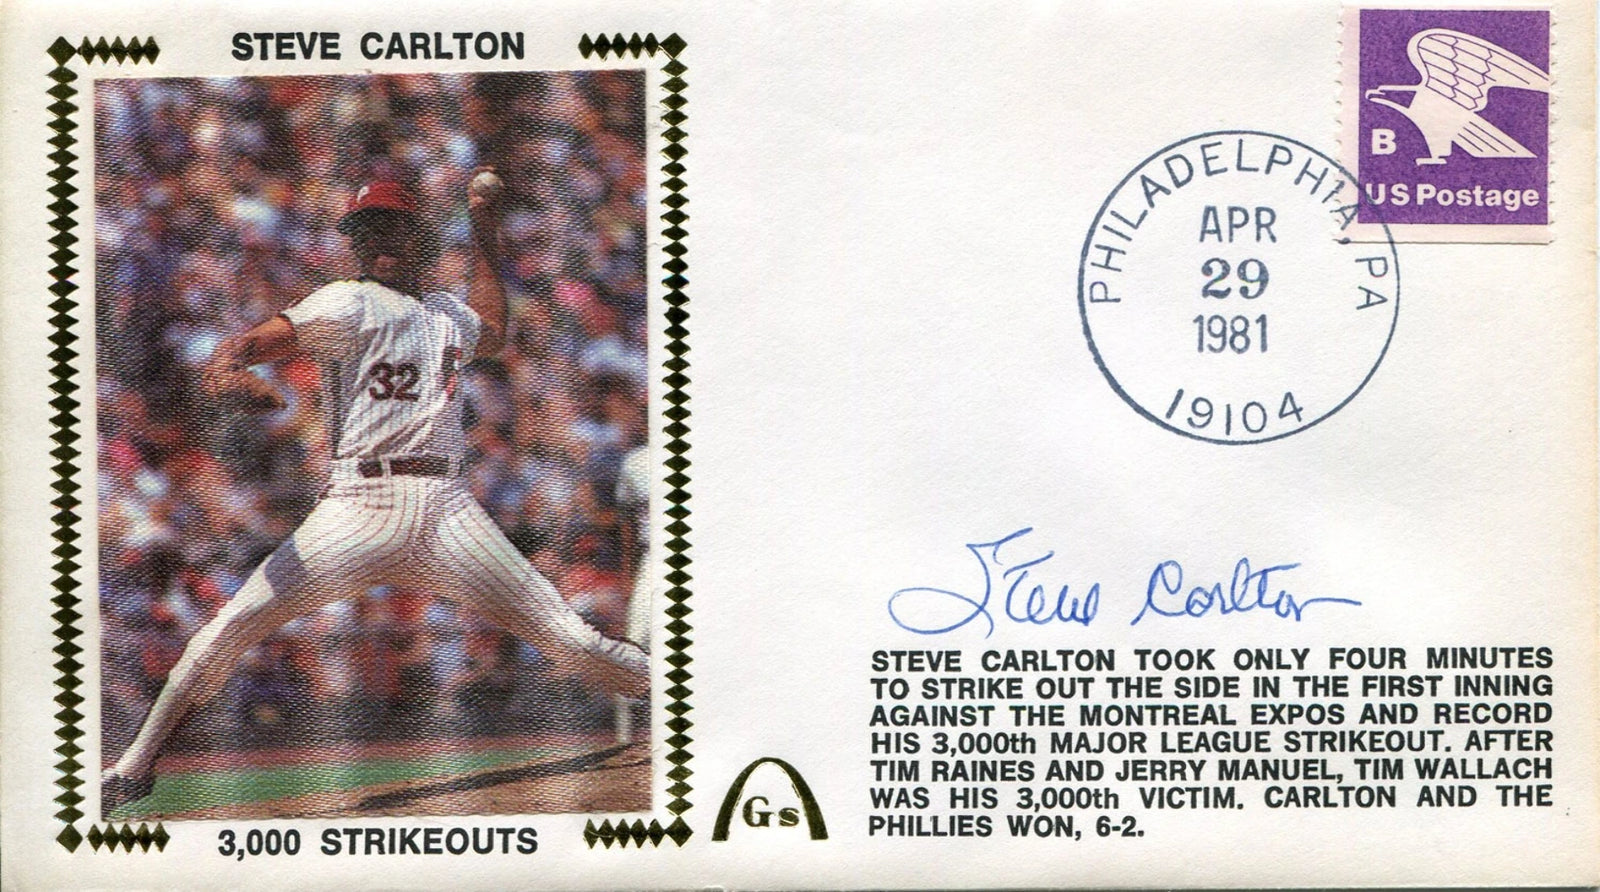 STEVE CARLTON
32
3,000 STRIKEOUTS
Gs
B
US Postage
PHILADELPHIA, PA
APR
29
1981
19104
Steve Carlton
STEVE CARLTON TOOK ONLY FOUR MINUTES
TO STRIKE OUT THE SIDE IN THE FIRST INNING
AGAINST THE MONTREAL EXPOS AND RECORD
HIS 3,000th MAJOR LEAGUE STRIKEOUT. AFTER
TIM RAINES AND JERRY MANUEL, TIM WALLACH
WAS HIS 3,000th VICTIM. CARLTON AND THE
PHILLIES WON, 6-2.